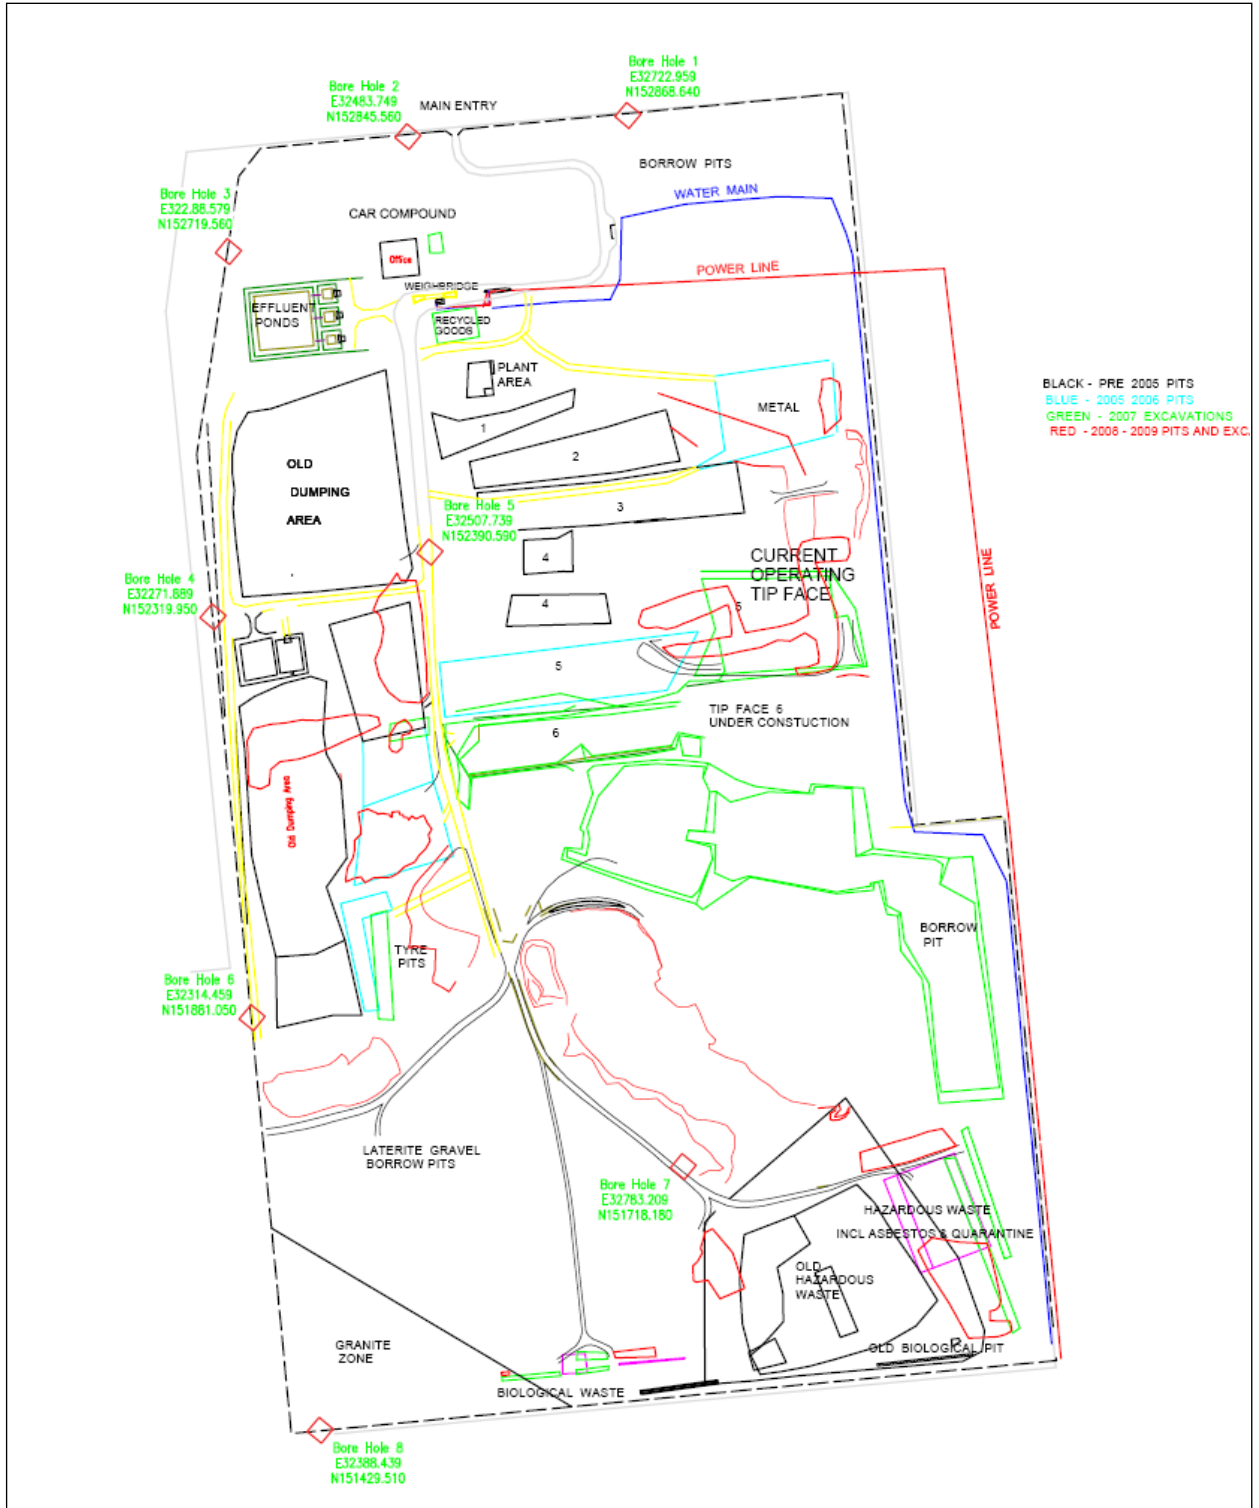 Bore Hole 1
E32722.959
N152868.640
Bore Hole 2
E32483.749
N152845.560
MAIN ENTRY
BORROW PITS
WATER MAIN
Bore Hole 3
E322.88.579
N152719.560
CAR COMPOUND
Office
POWER LINE
WEIGHBRIDGE
EFFLUENT
PONDS
RECYCLED
GOODS
PLANT
AREA
BLACK - PRE 2005 PITS
BLUE - 2005 2006 PITS
GREEN - 2007 EXCAVATIONS
RED - 2008 - 2009 PITS AND EXC.
METAL
1
2
OLD
DUMPING
AREA
3
Bore Hole 5
E32507.739
N152390.590
4
CURRENT
OPERATING
TIP FACE
POWER LINE
Bore Hole 4
E32271.889
N152319.950
4
5
5
TIP FACE 6
UNDER CONSTUCTION
6
Old Dumping Area
BORROW
PIT
TYRE
PITS
Bore Hole 6
E32314.459
N151881.050
LATERITE GRAVEL
BORROW PITS
Bore Hole 7
E32783.209
N151718.180
HAZARDOUS WASTE
INCL ASBESTOS & QUARANTINE
OLD
HAZARDOUS
WASTE
GRANITE
ZONE
OLD BIOLOGICAL PIT
BIOLOGICAL WASTE
Bore Hole 8
E32388.439
N151429.510